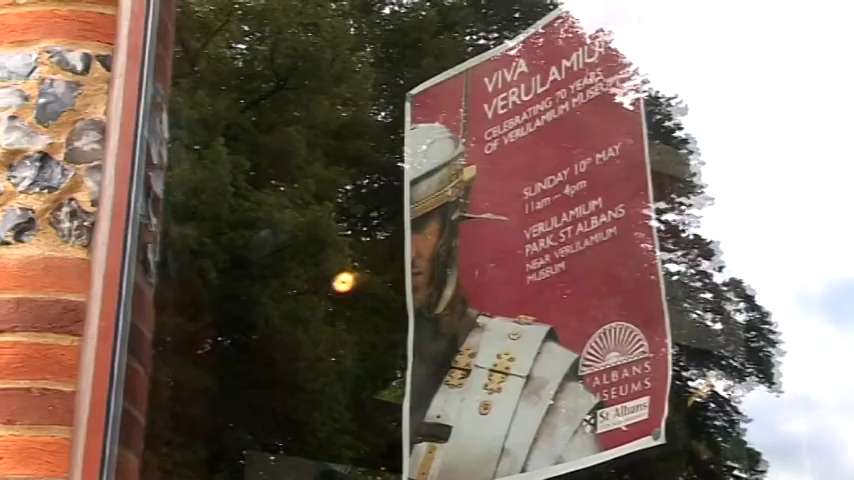 VIVA
VERULAMIUM
CELEBRATING 70 YEARS
OF VERULAMIUM MUSEUM
SUNDAY 10TH MAY
11am – 4pm
VERULAMIUM
PARK, ST ALBANS
NEAR VERULAMIUM
MUSEUM
ALBANS
MUSEUMS
St Albans